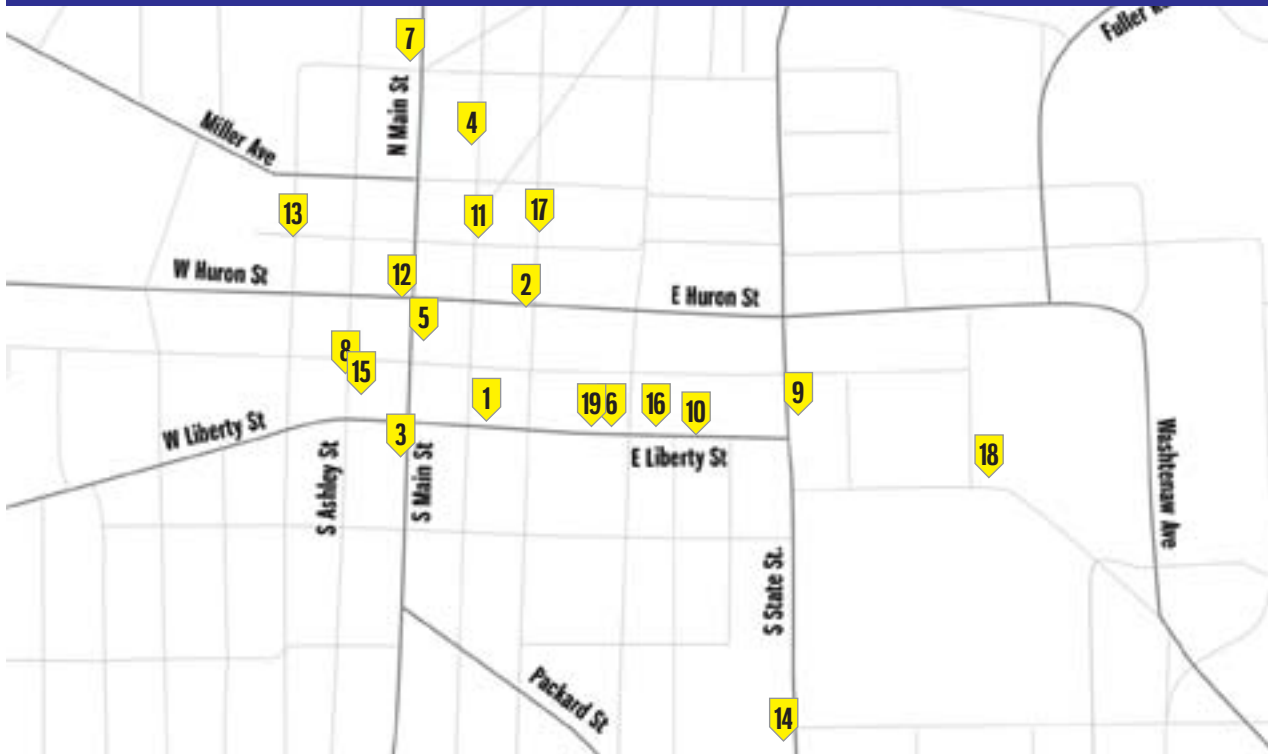 Fuller
7
N Main St
4
Miller Ave
13
11
17
W Huron St
12
2
E Huron St
5
8
15
1
19
6
16
10
9
W Liberty St
3
E Liberty St
18
S Ashley St
S Main St
Washtenaw Ave
S State St.
Packard St
14